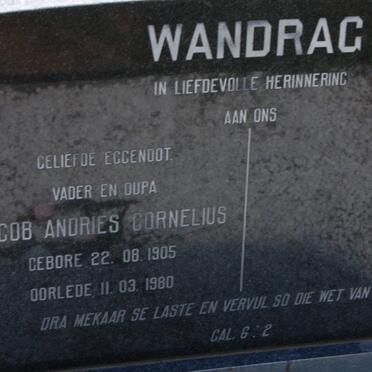 WANDRAG
IN LIEFDEVOLLE HERINNERING
AAN ONS
GELIEFDE EGGENOOT,
VADER EN OUPA
COB ANDRIES CORNELIUS
GEBORE 22. 08. 1905
OORLEDE 11. 03. 1980
DRA MEKAAR SE LASTE EN VERVUL SO DIE WET VAN
GAL. 6 : 2